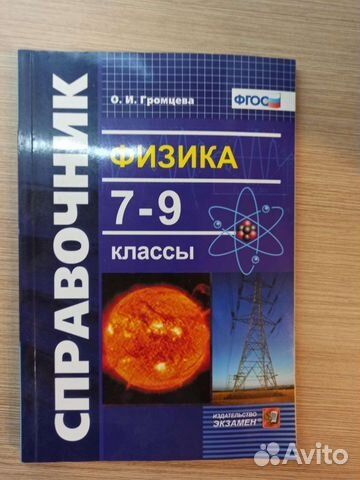 О. И. Громцева
ФГОС
СПРАВОЧНИК
ФИЗИКА
7-9
классы
ИЗДАТЕЛЬСТВО
ЭКЗАМЕН
Avito